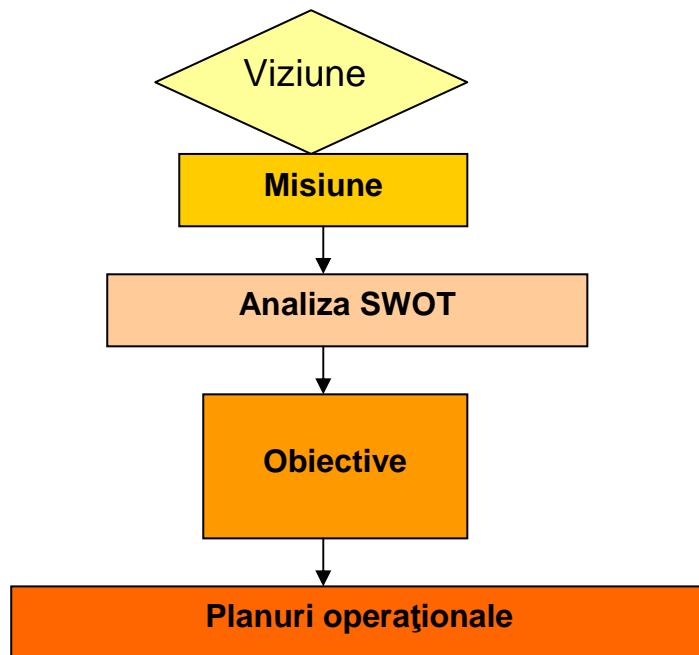 Viziune
Misiune
Analiza SWOT
Obiective
Planuri operaţionale